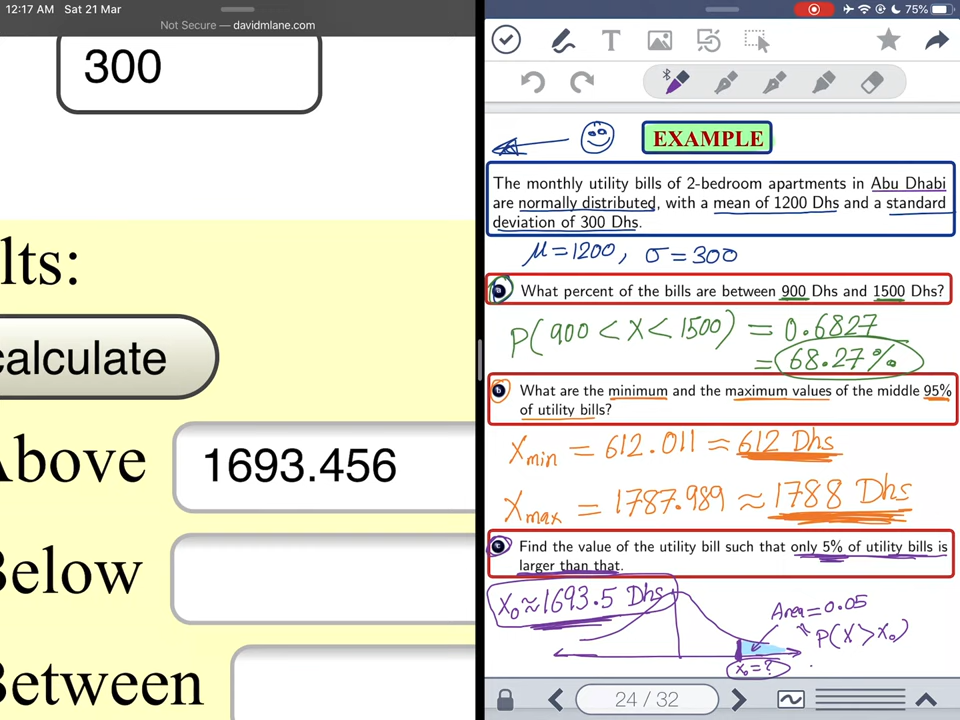 12:17 AM Sat 21 Mar
75%
Not Secure — davidmlane.com
300
lts:
calculate
Above 1693.456
Below
Between
T
EXAMPLE
The monthly utility bills of 2-bedroom apartments in Abu Dhabi
are normally distributed, with a mean of 1200 Dhs and a standard
deviation of 300 Dhs.
μ = 1200, σ = 300
a What percent of the bills are between 900 Dhs and 1500 Dhs?
P(900 < X < 1500) = 0.6827
= 68.27%
b What are the minimum and the maximum values of the middle 95%
of utility bills?
Xmin = 612.011 ≈ 612 Dhs
Xmax = 1787.989 ≈ 1788 Dhs
c Find the value of the utility bill such that only 5% of utility bills is
larger than that.
X₀ ≈ 1693.5 Dhs
Area = 0.05
P(X > X₀)
X₀ = ?
24 / 32